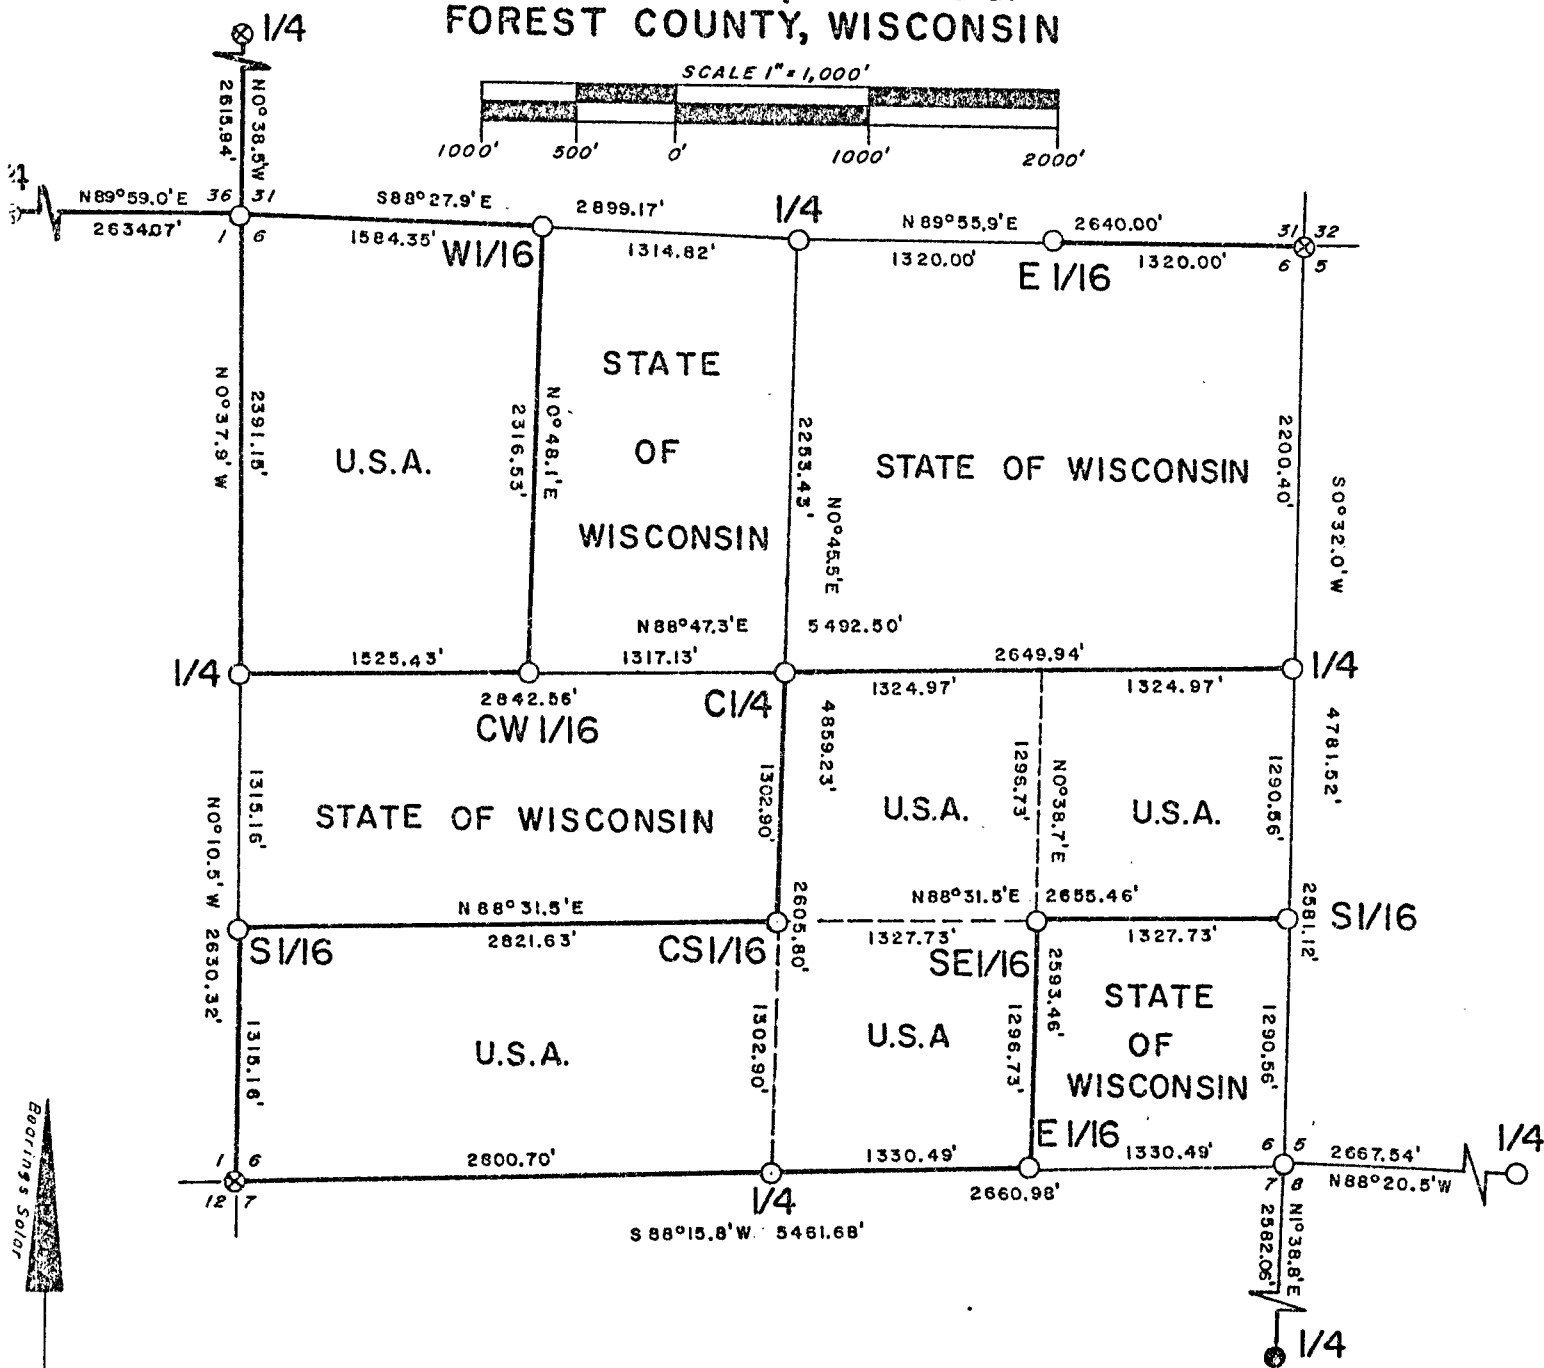 1/4
FOREST COUNTY, WISCONSIN
SCALE 1" = 1,000'
1000' 500' 0' 1000' 2000'
2615.94'
N0°38.5'W
N89°59.0'E 36 31
2634.07' 1 6
S88°27.9'E 2899.17'
1584.35' 1314.82'
W1/16
1/4
N89°55.9'E 2640.00'
1320.00' 1320.00'
E 1/16
31 32
6 5
N0°37.9'W
2391.15'
U.S.A.
2316.53'
N0°48.1'E
STATE
OF
WISCONSIN
2253.43'
N0°45.5'E
STATE OF WISCONSIN
2200.40'
S0°32.0'W
N88°47.3'E 5492.50'
1/4
1525.43' 1317.13'
2842.56'
CW 1/16
C1/4
2649.94'
1324.97' 1324.97'
1/4
4859.23'
4781.52'
N0°10.5'W
1315.16'
STATE OF WISCONSIN
1302.90'
U.S.A.
1296.73'
N0°38.7'E
U.S.A.
1290.56'
N88°31.5'E
2821.63'
S1/16
CS1/16
2605.80'
N88°31.5'E 2655.46'
1327.73' 1327.73'
SE1/16
2581.12'
S1/16
2630.32'
1315.16'
U.S.A.
1302.90'
U.S.A
1296.73'
2593.46'
STATE
OF
WISCONSIN
1290.56'
E1/16
1 6
12 7
2800.70'
1/4
1330.49' 1330.49'
2660.98'
S88°15.8'W 5461.68'
6 5
7 8
2667.54'
N88°20.5'W
1/4
2582.06'
N1°38.8'E
1/4
Bearings Solar